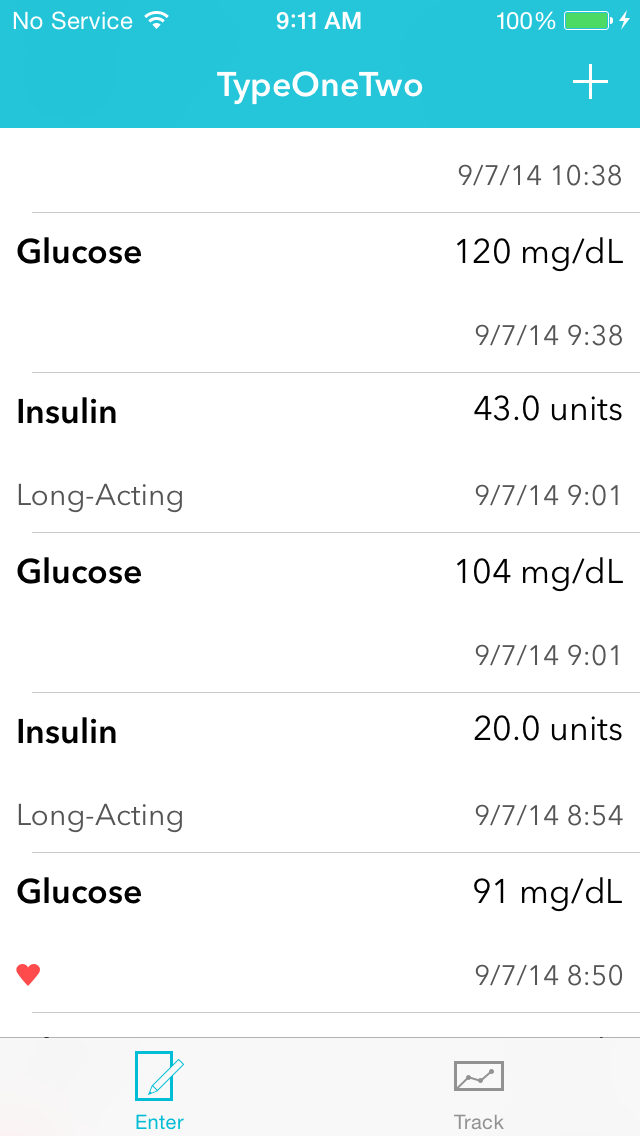 No Service 9:11 AM 100%
TypeOneTwo
9/7/14 10:38
Glucose 120 mg/dL
9/7/14 9:38
Insulin 43.0 units
Long-Acting 9/7/14 9:01
Glucose 104 mg/dL
9/7/14 9:01
Insulin 20.0 units
Long-Acting 9/7/14 8:54
Glucose 91 mg/dL
9/7/14 8:50
Enter Track